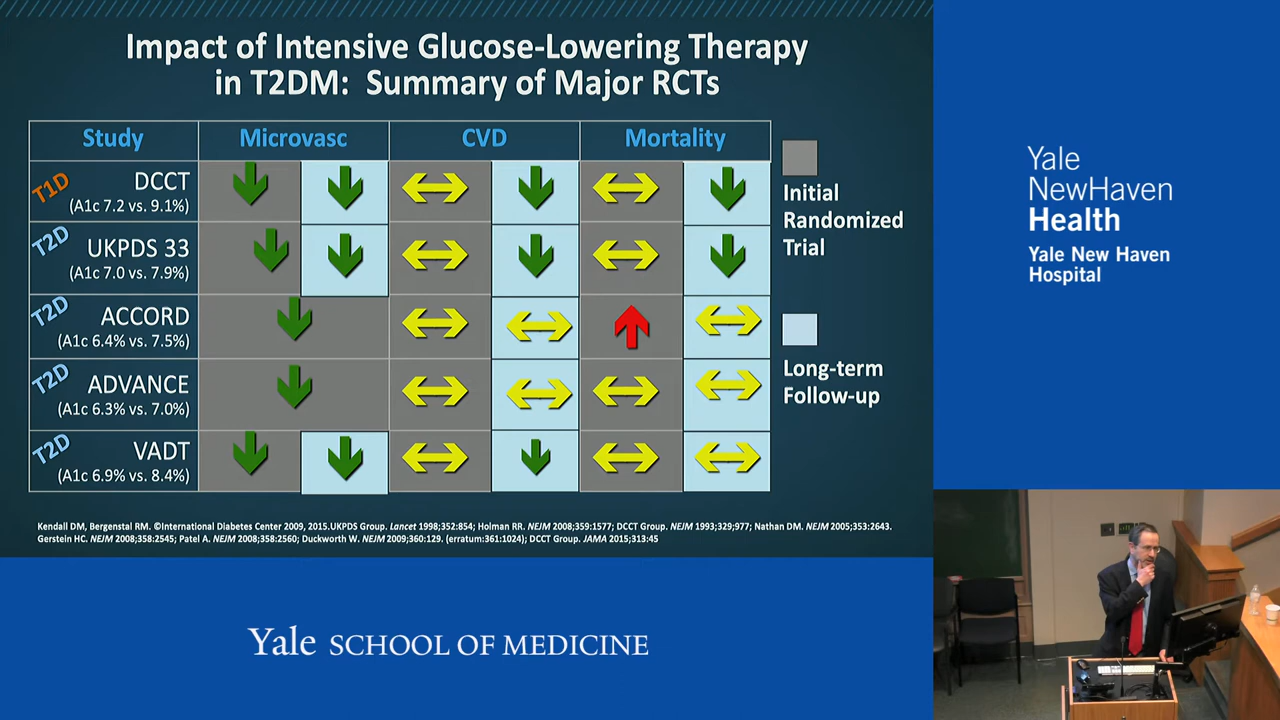 Impact of Intensive Glucose-Lowering Therapy
in T2DM: Summary of Major RCTs
Study
Microvasc
CVD
Mortality
T1D
DCCT
(A1c 7.2 vs. 9.1%)
T2D
UKPDS 33
(A1c 7.0 vs. 7.9%)
T2D
ACCORD
(A1c 6.4% vs. 7.5%)
T2D
ADVANCE
(A1c 6.3% vs. 7.0%)
T2D
VADT
(A1c 6.9% vs. 8.4%)
Initial
Randomized
Trial
Long-term
Follow-up
Kendall DM, Bergenstal RM. ©International Diabetes Center 2009, 2015.UKPDS Group. Lancet 1998;352:854; Holman RR. NEJM 2008;359:1577; DCCT Group. NEJM 1993;329;977; Nathan DM. NEJM 2005;353:2643.
Gerstein HC. NEJM 2008;358:2545; Patel A. NEJM 2008;358:2560; Duckworth W. NEJM 2009;360:129. (erratum:361:1024); DCCT Group. JAMA 2015;313:45
Yale
NewHaven
Health
Yale New Haven
Hospital
Yale SCHOOL OF MEDICINE